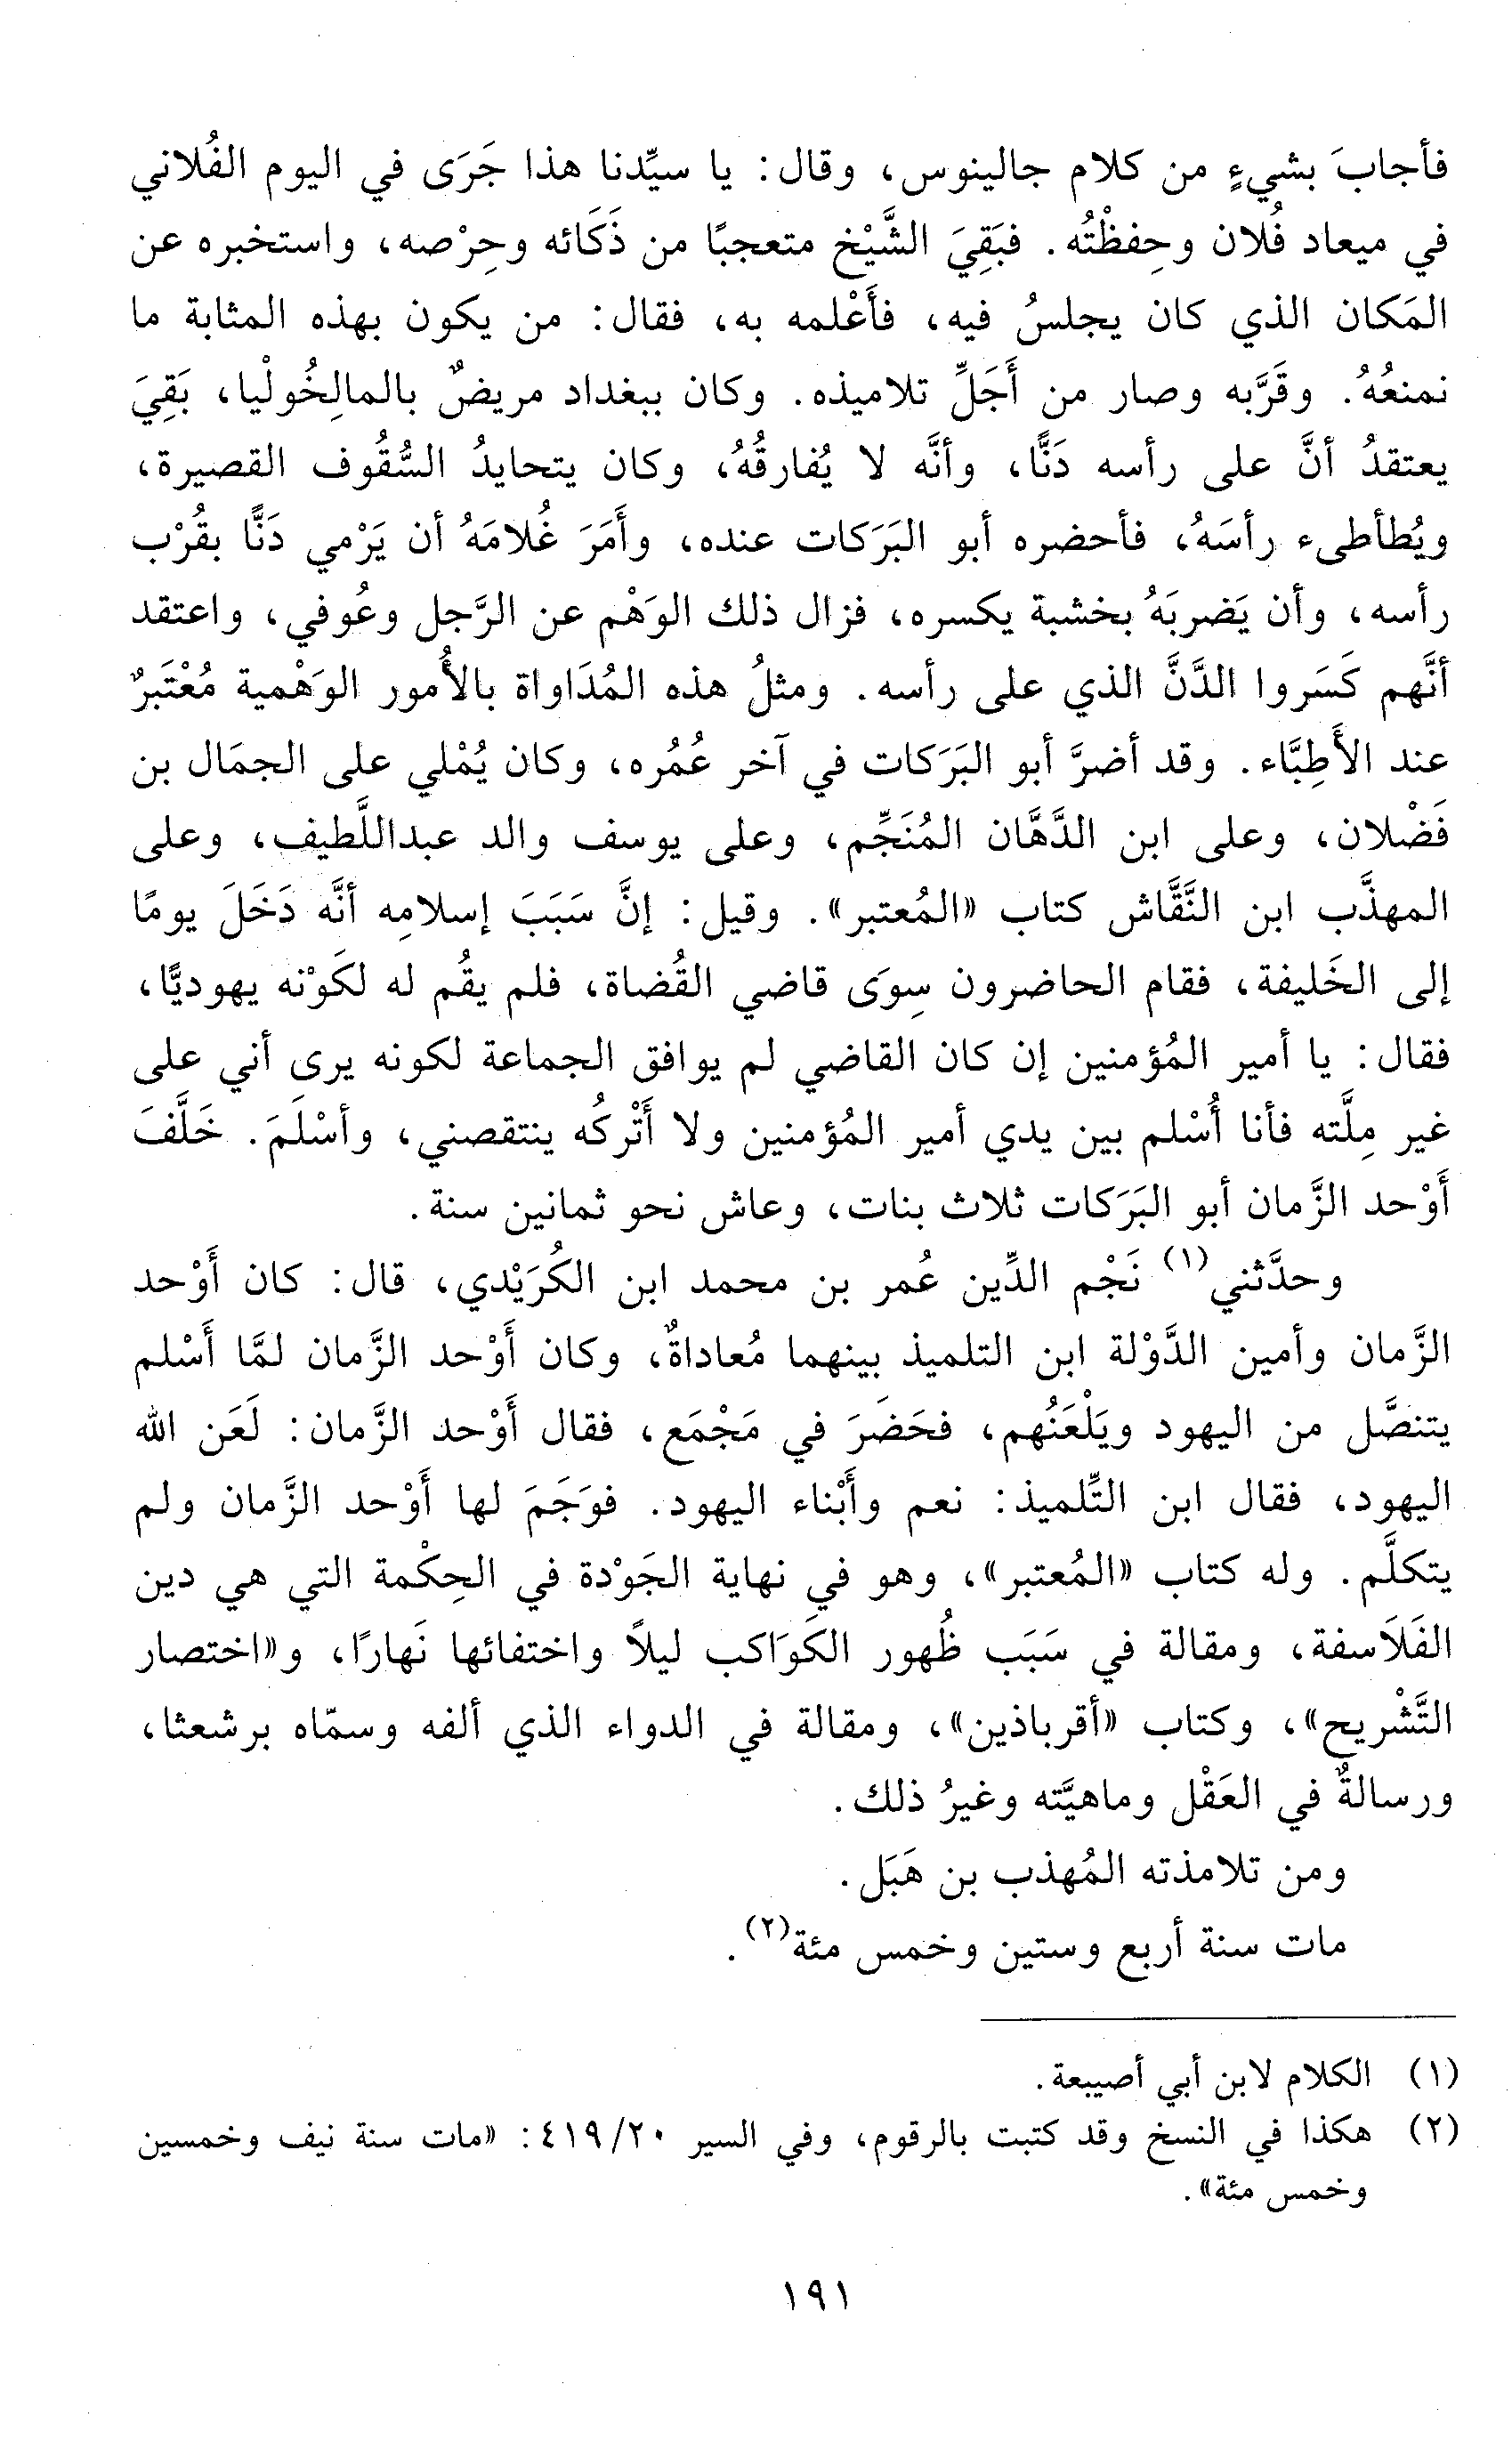 فأجابَ بشيءٍ من كلام جالينوس، وقال: يا سيِّدنا هذا جَرَى في اليوم الفُلاني
في ميعاد فُلان وحِفظْتُه. فبَقِيَ الشَّيْخ متعجبًا من ذَكَائه وحِرْصه، واستخبره عن
المَكان الذي كان يجلسُ فيه، فأَعْلمه به، فقال: من يكون بهذه المثابة ما
نمنعُهُ. وقَرَّبه وصار من أَجَلِّ تلاميذه. وكان ببغداد مريضٌ بالمالِخُولْيا، بَقِيَ
يعتقدُ أنَّ على رأسه دَنًّا، وأنَّه لا يُفارقُهُ، وكان يتحايدُ السُّقُوف القصيرة،
ويُطأطىء رأسَهُ، فأحضره أبو البَرَكات عنده، وأَمَرَ غُلامَهُ أن يَرْمي دَنًّا بقُرْب
رأسه، وأن يَضربَهُ بخشبة يكسره، فزال ذلك الوَهْم عن الرَّجل وعُوفي، واعتقد
أنَّهم كَسَروا الدَّنَّ الذي على رأسه. ومثلُ هذه المُدَاواة بالأُمور الوَهْمية مُعْتَبرٌ
عند الأَطِبَّاء. وقد أضرَّ أبو البَرَكات في آخر عُمُره، وكان يُمْلي على الجمَال بن
فَضْلان، وعلى ابن الدَّهَّان المُنَجِّم، وعلى يوسف والد عبداللَّطيف، وعلى
المهذَّب ابن النَّقَّاش كتاب «المُعتبر». وقيل: إنَّ سَبَبَ إسلامِه أنَّه دَخَلَ يومًا
إلى الخَليفة، فقام الحاضرون سِوَى قاضي القُضاة، فلم يقُم له لكَوْنه يهوديًّا،
فقال: يا أمير المُؤمنين إن كان القاضي لم يوافق الجماعة لكونه يرى أني على
غير مِلَّته فأنا أُسْلم بين يدي أمير المُؤمنين ولا أَتْركُه ينتقصني، وأسْلَمَ. خَلَّفَ
أَوْحد الزَّمان أبو البَرَكات ثلاث بنات، وعاش نحو ثمانين سنة.
وحدَّثني(١) نَجْم الدِّين عُمر بن محمد ابن الكُرَيْدي، قال: كان أَوْحد
الزَّمان وأمين الدَّوْلة ابن التلميذ بينهما مُعاداةٌ، وكان أَوْحد الزَّمان لمَّا أَسْلم
يتنصَّل من اليهود ويَلْعَنُهم، فحَضَرَ في مَجْمَع، فقال أَوْحد الزَّمان: لَعَن الله
اليهود، فقال ابن التِّلميذ: نعم وأَبْناء اليهود. فوَجَمَ لها أَوْحد الزَّمان ولم
يتكلَّم. وله كتاب «المُعتبر»، وهو في نهاية الجَوْدة في الحِكْمة التي هي دين
الفَلَاسفة، ومقالة في سَبَب ظُهور الكَوَاكب ليلاً واختفائها نَهارًا، و«اختصار
التَّشْريح»، وكتاب «أقرباذين»، ومقالة في الدواء الذي ألفه وسمّاه برشعثا،
ورسالةٌ في العَقْل وماهيَّته وغيرُ ذلك.
ومن تلامذته المُهذب بن هَبَل.
مات سنة أربع وستين وخمس مئة(٢).
(١) الكلام لابن أبي أصيبعة.
(٢) هكذا في النسخ وقد كتبت بالرقوم، وفي السير ٤١٩/٢٠: «مات سنة نيف وخمسين
وخمس مئة».
١٩١